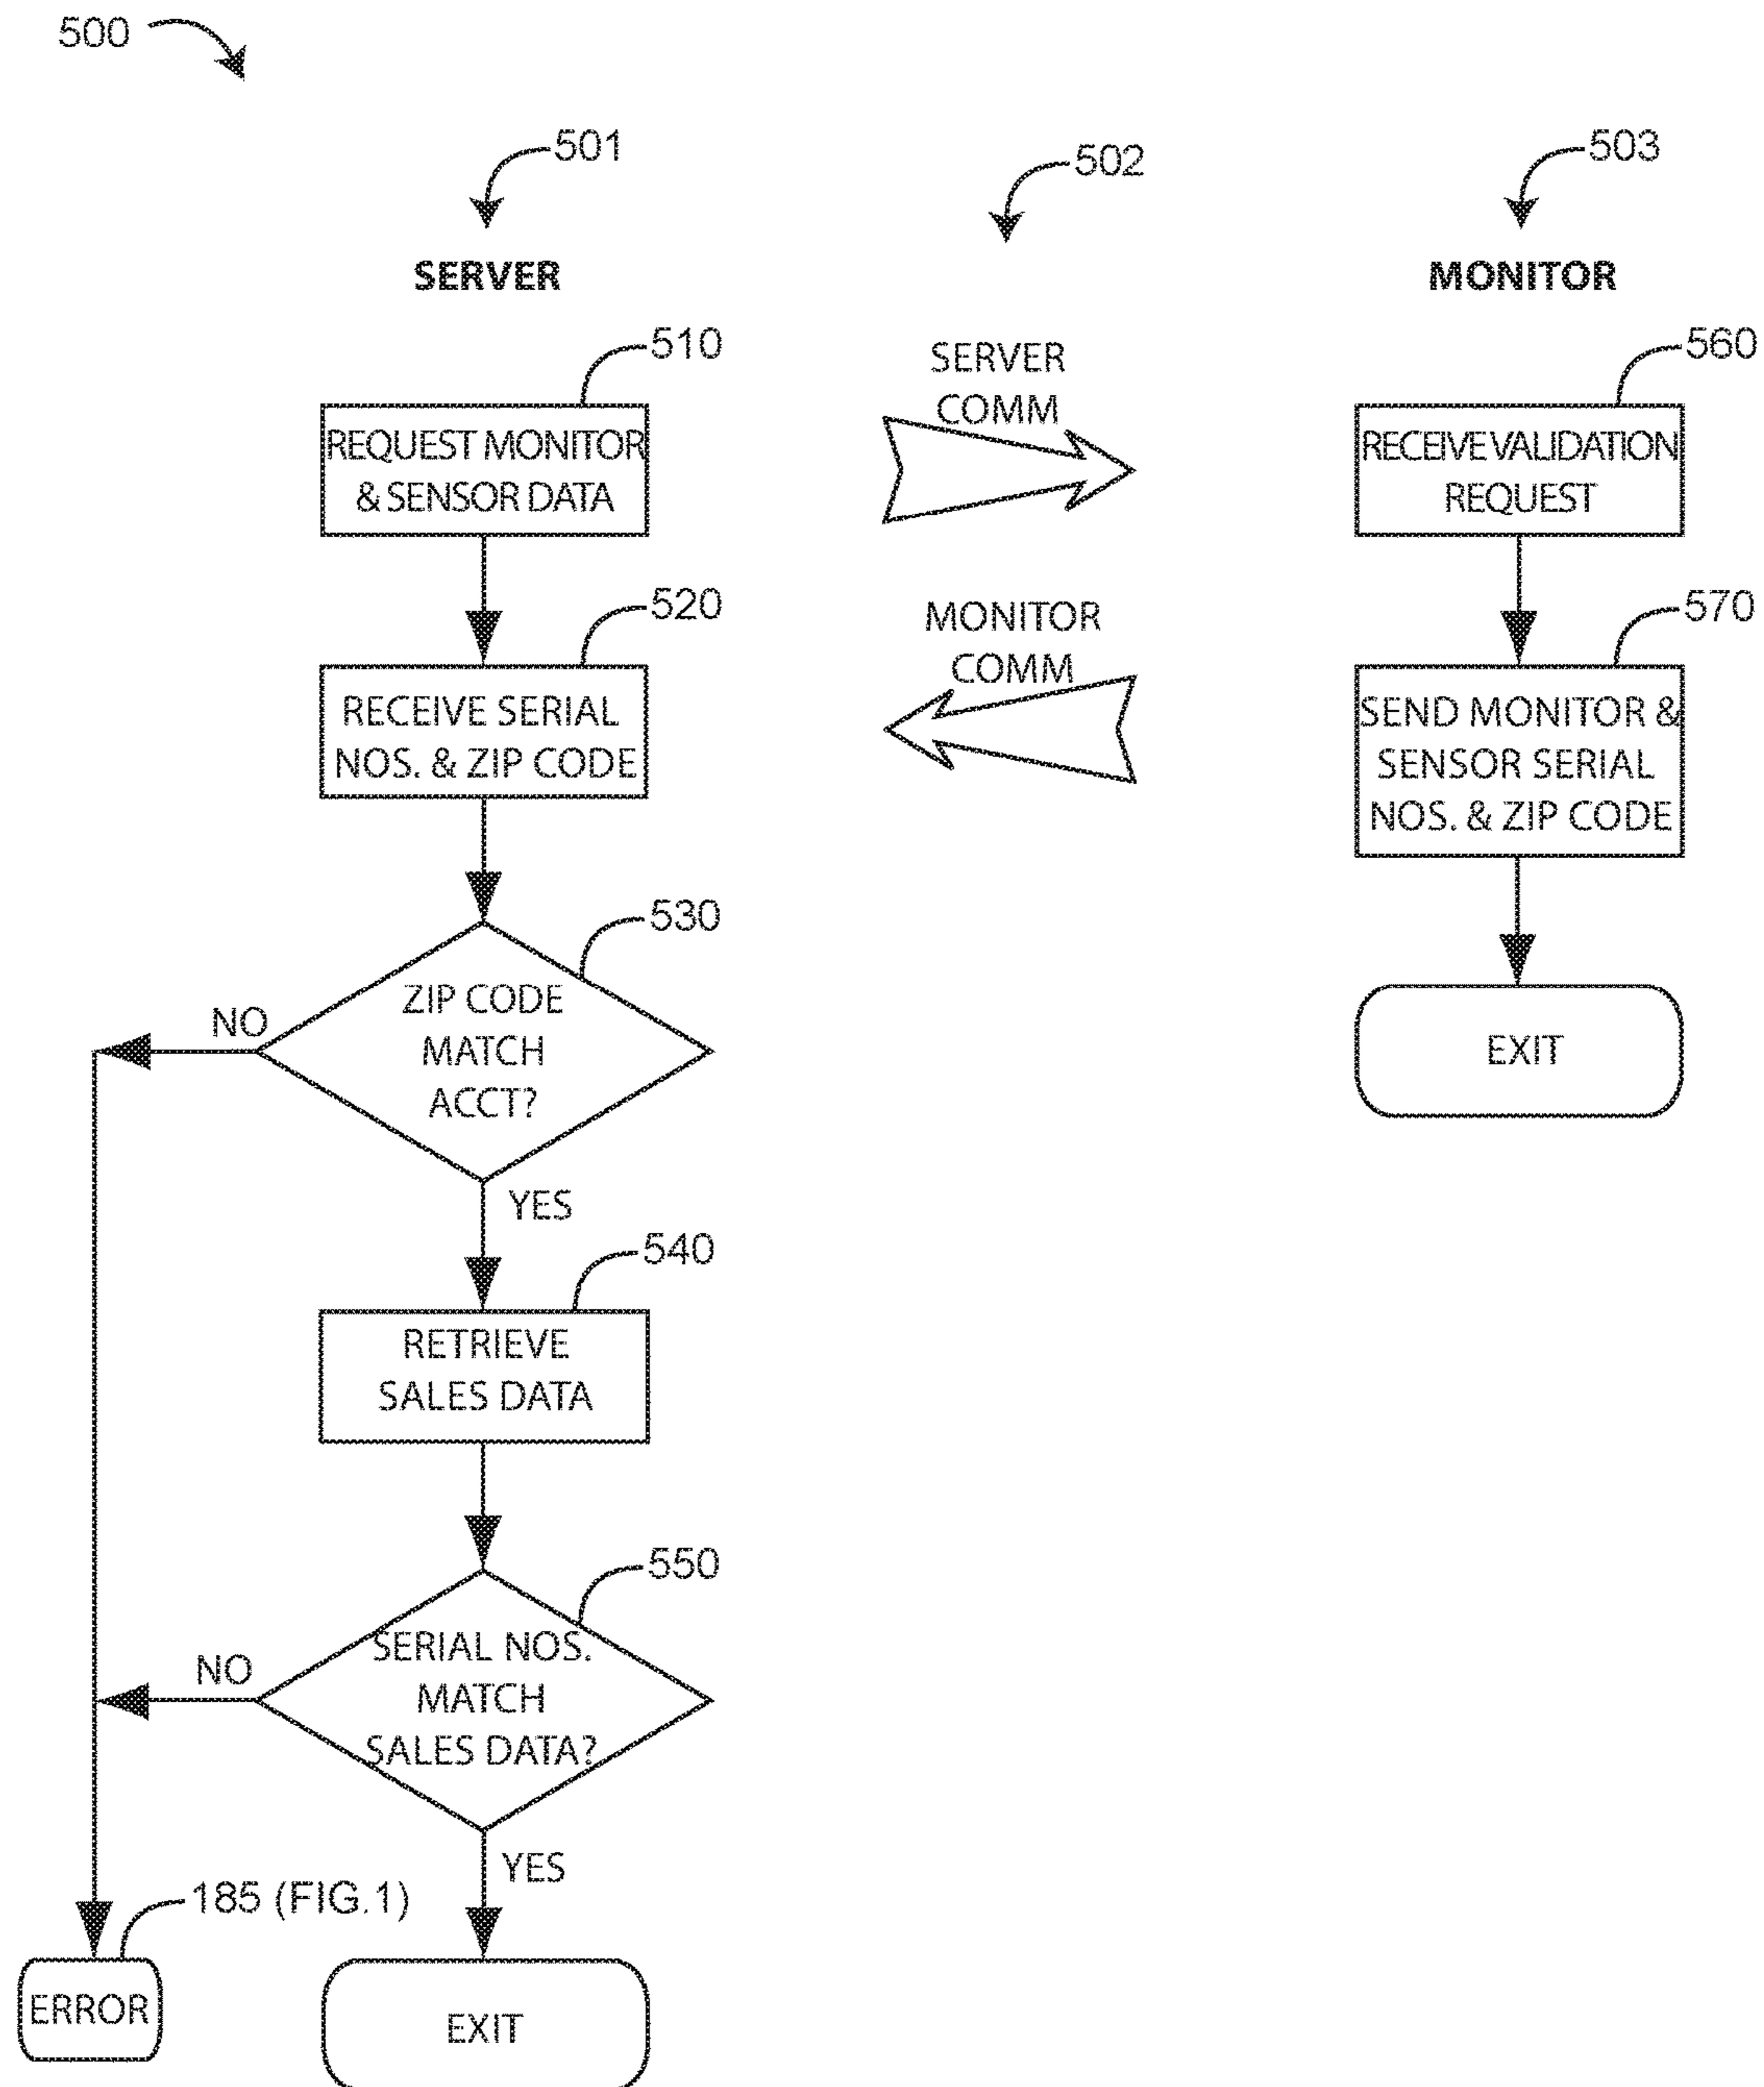 500
501
502
503
SERVER
MONITOR
510
SERVER
COMM
560
REQUEST MONITOR
& SENSOR DATA
RECEIVE VALIDATION
REQUEST
520
MONITOR
COMM
570
RECEIVE SERIAL
NOS. & ZIP CODE
SEND MONITOR &
SENSOR SERIAL
NOS. & ZIP CODE
530
ZIP CODE
MATCH
ACCT?
NO
EXIT
YES
540
RETRIEVE
SALES DATA
550
SERIAL NOS.
MATCH
SALES DATA?
NO
YES
185 (FIG.1)
ERROR
EXIT